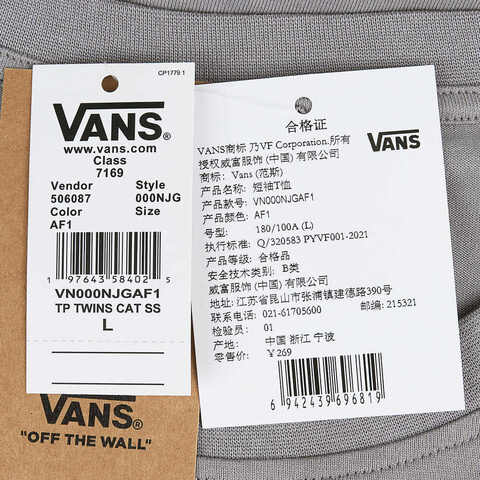 CP1779 1
VANS®
www.vans.com
Class
7169
Vendor Style
506087 000NJG
Color Size
AF1
1 97643 58402 5
VN000NJGAF1
TP TWINS CAT SS
L
VANS®
"OFF THE WALL"
合格证
VANS
VANS商标 乃VF Corporation.所有
授权威富服饰 (中国) 有限公司
商标: Vans (范斯)
产品名称: 短袖T恤
产品款号: VN000NJGAF1
产品颜色: AF1
号型: 180/100A (L)
执行标准: Q/320583 PYVF001-2021
产品等级: 合格品
安全技术类别: B类
威富服饰 (中国) 有限公司
地址: 江苏省昆山市张浦镇建德路390号
联系电话: 021-61705600 邮编: 215321
检验员: 01
产地: 中国 浙江 宁波
零售价: ¥269
6 942439 696819